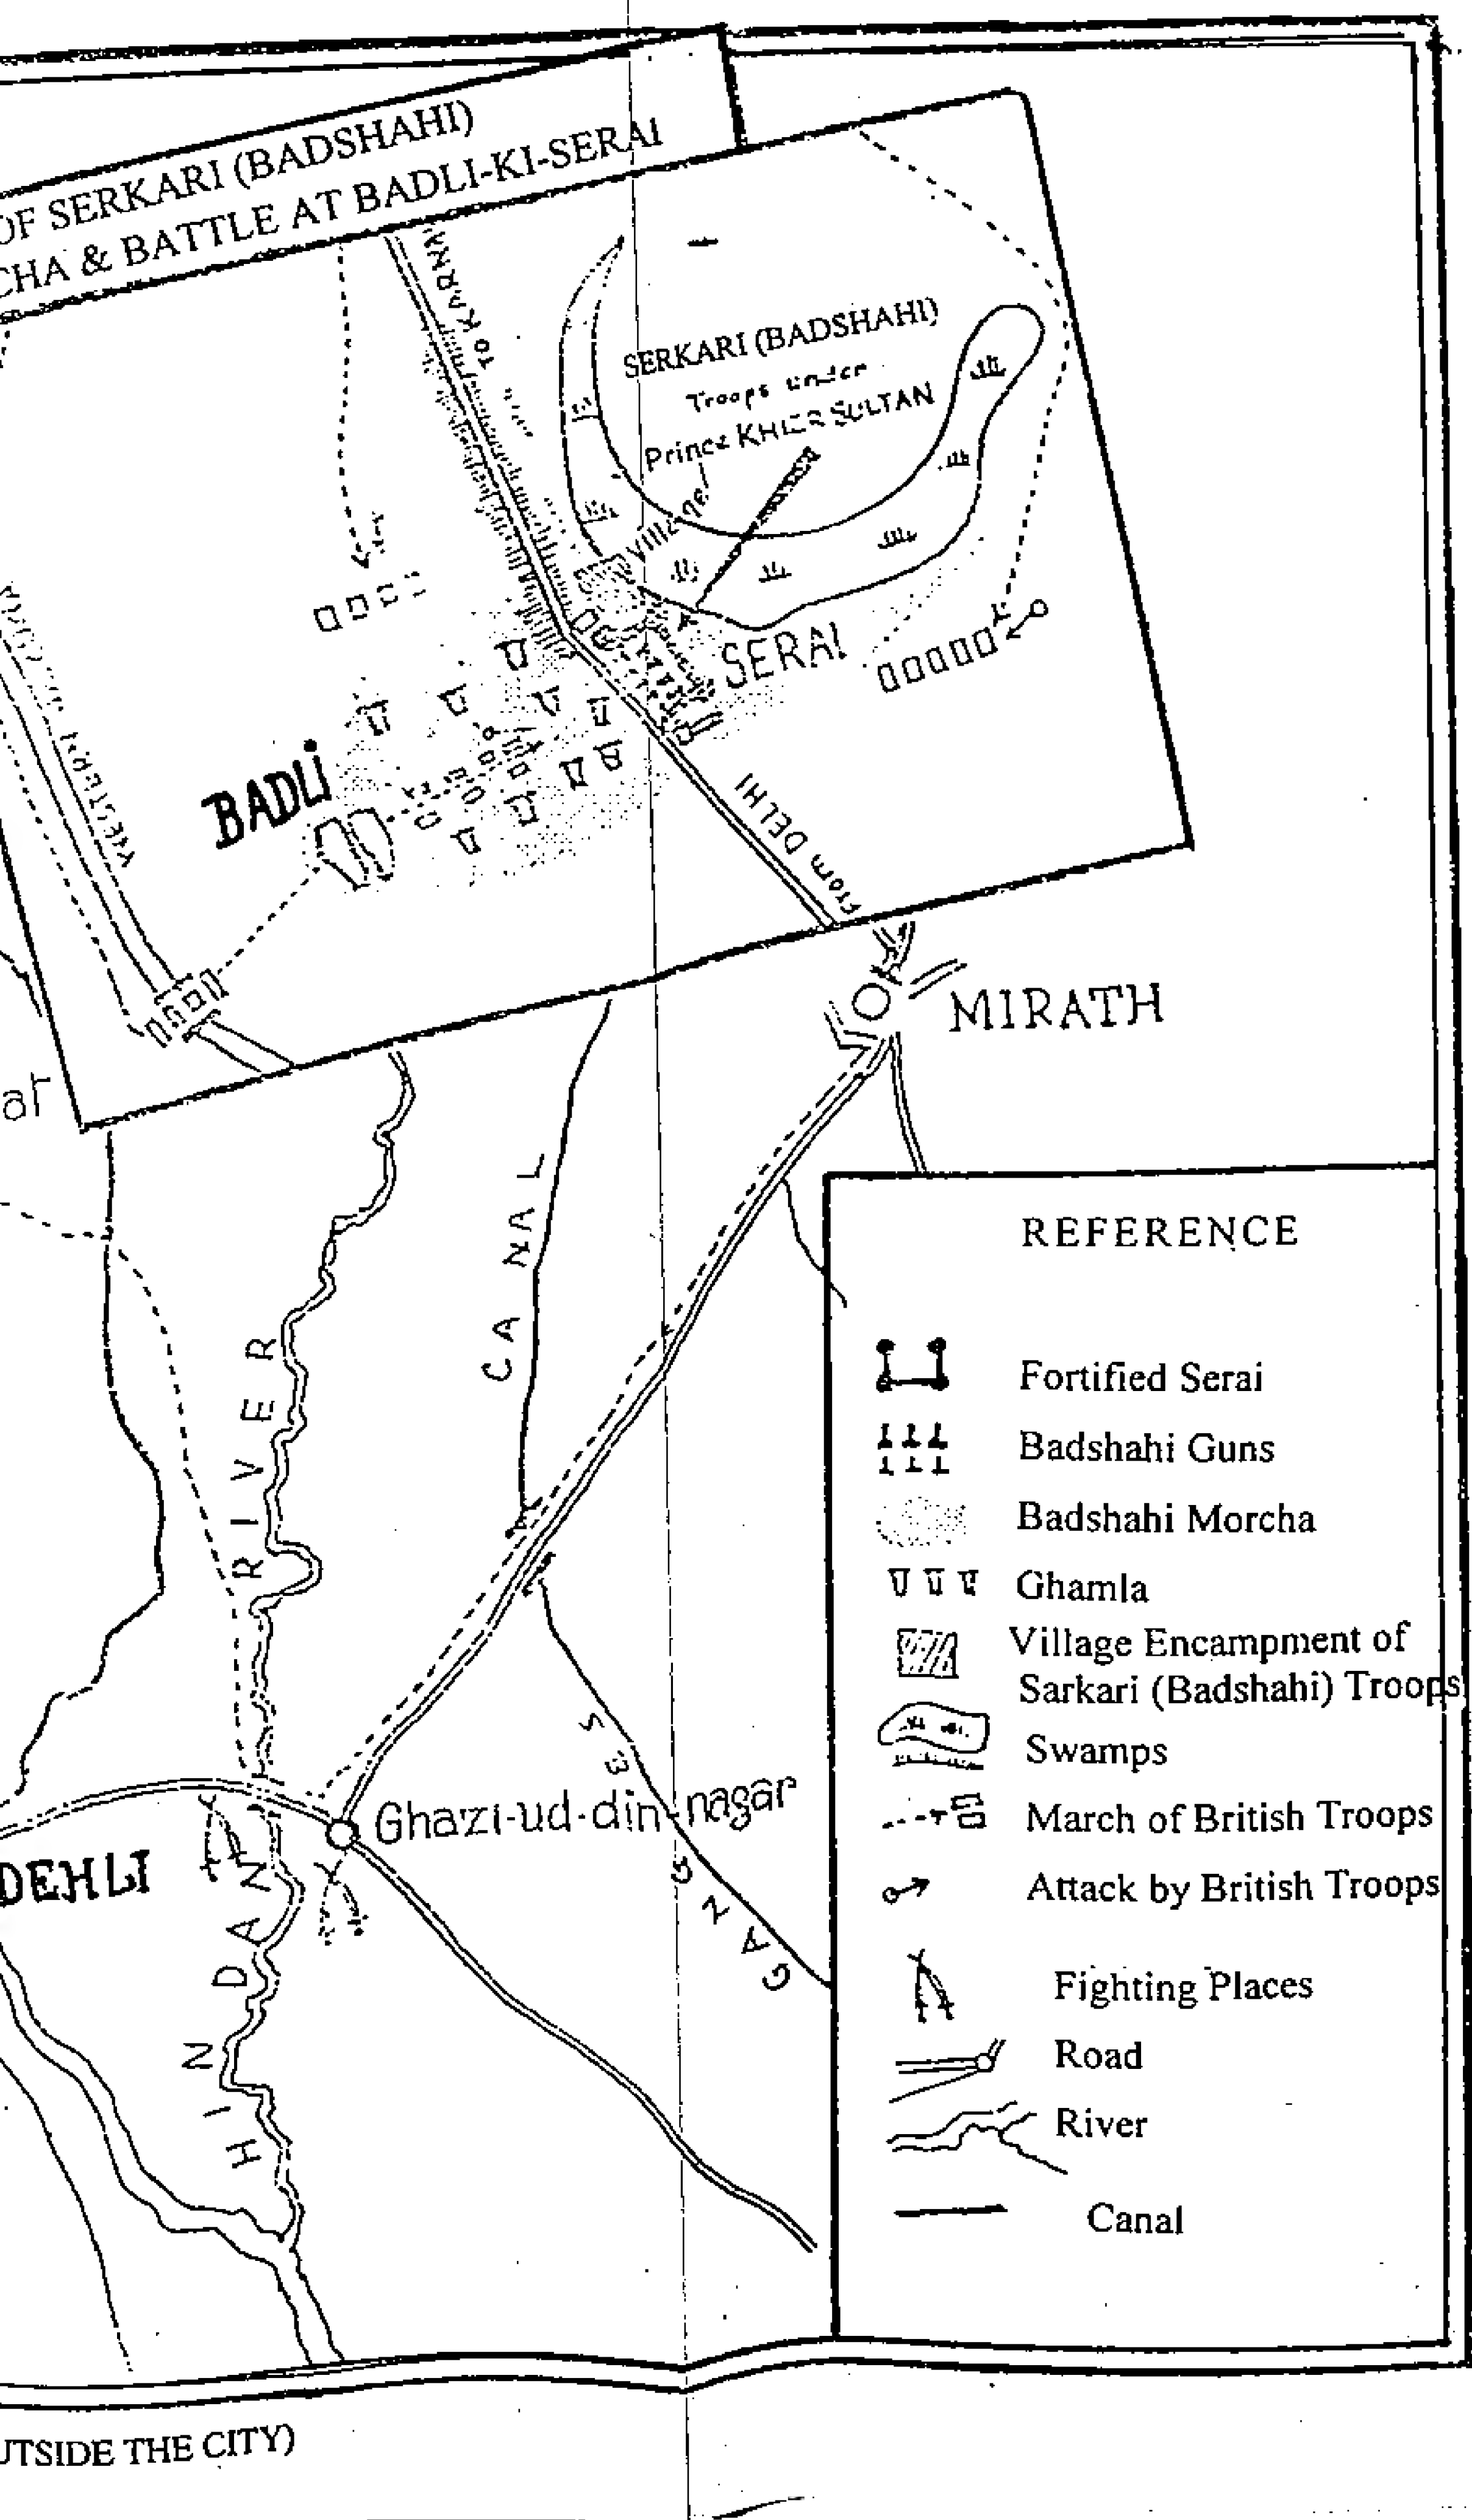 OF SERKARI (BADSHAHI)
CHA & BATTLE AT BADLI-KI-SERAI
SERKARI (BADSHAHI)
Troops under
Prince SULTAN
Village
SERAI
BADLI
From DELHI
MIRATH
at
CANAL
RIVER
HINDAN
GANGES
Ghazi-ud-din-nagar
DEHLI
REFERENCE
Fortified Serai
Badshahi Guns
Badshahi Morcha
Ghamla
Village Encampment of
Sarkari (Badshahi) Troops
Swamps
March of British Troops
Attack by British Troops
Fighting Places
Road
River
Canal
UTSIDE THE CITY)